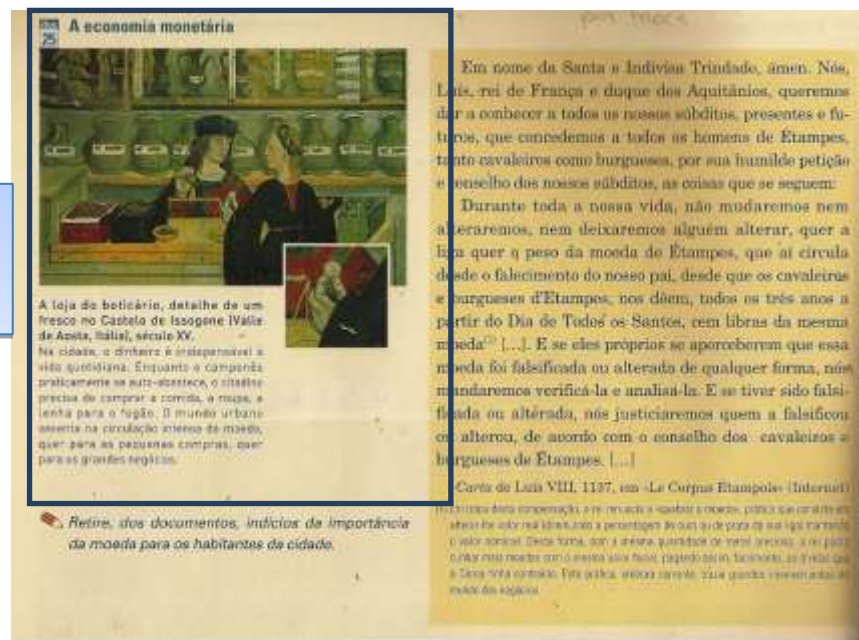 25
A economia monetária
A loja do boticário, detalhe de um
fresco no Castelo de Issogone (Valle
de Aosta, Itália), século XV.
Na cidade, o dinheiro é indispensável à
vida quotidiana. Enquanto o camponês
praticamente se auto-abastece, o citadino
precisa de comprar a comida, a roupa, a
lenha para o fogão. O mundo urbano
assenta na circulação intensa da moeda,
quer para as pequenas compras, quer
para os grandes negócios.
Retire, dos documentos, indícios da importância
da moeda para os habitantes da cidade.
Em nome da Santa e Indivisa Trindade, ámen. Nós,
Luís, rei de França e duque dos Aquitânios, queremos
dar a conhecer a todos os nossos súbditos, presentes e fu-
turos, que concedemos a todos os homens de Etampes,
tanto cavaleiros como burgueses, por sua humilde petição
e conselho dos nossos súbditos, as coisas que se seguem:
Durante toda a nossa vida, não mudaremos nem
alteraremos, nem deixaremos alguém alterar, quer a
liga quer o peso da moeda de Étampes, que aí circula
desde o falecimento do nosso pai, desde que os cavaleiros
e burgueses d'Etampes, nos dêem, todos os três anos a
partir do Dia de Todos os Santos, cem libras da mesma
moeda [...]. E se eles próprios se aperceberem que essa
moeda foi falsificada ou alterada de qualquer forma, nós
mandaremos verificá-la e analisá-la. E se tiver sido falsi-
ficada ou alterada, nós justiciaremos quem a falsificou
ou alterou, de acordo com o conselho dos cavaleiros e
burgueses de Étampes. [...]
Carta de Luís VIII, 1137, em «Le Corpus Etampois» (Internet)